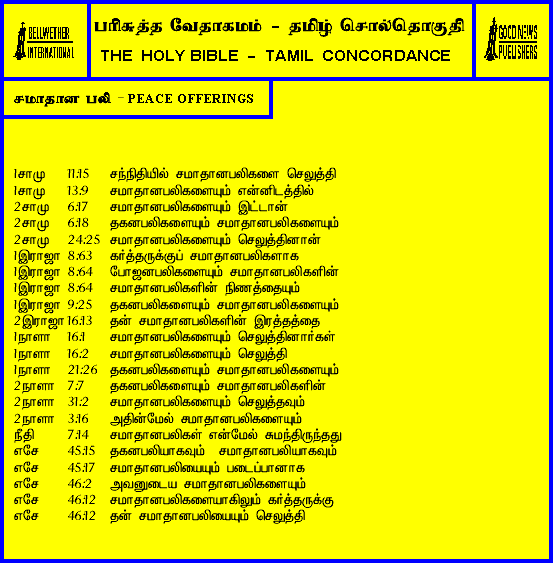 BELLWETHER
INTERNATIONAL
பரிசுத்த வேதாகமம் - தமிழ் சொல்தொகுதி
THE HOLY BIBLE - TAMIL CONCORDANCE
GOOD NEWS
PUBLISHERS
சமாதான பலி - PEACE OFFERINGS
1சாமு 11:15 சந்நிதியில் சமாதானபலிகளை செலுத்தி
1சாமு 13:9 சமாதானபலிகளையும் என்னிடத்தில்
2சாமு 6:17 சமாதானபலிகளையும் இட்டான்
2சாமு 6:18 தகனபலிகளையும் சமாதானபலிகளையும்
2சாமு 24:25 சமாதானபலிகளையும் செலுத்தினான்
1இராஜா 8:63 கர்த்தருக்குப் சமாதானபலிகளாக
1இராஜா 8:64 போஜனபலிகளையும் சமாதானபலிகளின்
1இராஜா 8:64 சமாதானபலிகளின் நிணத்தையும்
1இராஜா 9:25 தகனபலிகளையும் சமாதானபலிகளையும்
2இராஜா 16:13 தன் சமாதானபலிகளின் இரத்தத்தை
1நாளா 16:1 சமாதானபலிகளையும் செலுத்தினார்கள்
1நாளா 16:2 சமாதானபலிகளையும் செலுத்தி
1நாளா 21:26 தகனபலிகளையும் சமாதானபலிகளையும்
2நாளா 7:7 தகனபலிகளையும் சமாதானபலிகளின்
2நாளா 31:2 சமாதானபலிகளையும் செலுத்தவும்
2நாளா 3:16 அதின்மேல் சமாதானபலிகளையும்
நீதி 7:14 சமாதானபலிகள் என்மேல் சுமந்திருந்தது
எசே 45:15 தகனபலியாகவும் சமாதானபலியாகவும்
எசே 45:17 சமாதானபலியையும் படைப்பானாக
எசே 46:2 அவனுடைய சமாதானபலிகளையும்
எசே 46:12 சமாதானபலிகளையாகிலும் கர்த்தருக்கு
எசே 46:12 தன் சமாதானபலியையும் செலுத்தி